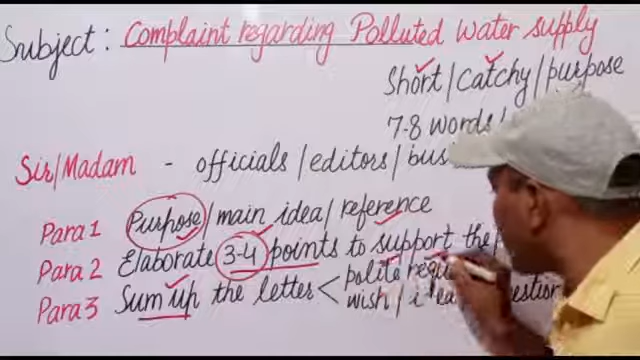 Subject: Complaint regarding Polluted Water supply
Short/catchy/purpose
7-8 words/
Sir/Madam - officials/editors/
Para 1 Purpose/main idea/reference
Para 2 Elaborate 3-4 points to support the
Para 3 Sum up the letter < polite
wish/